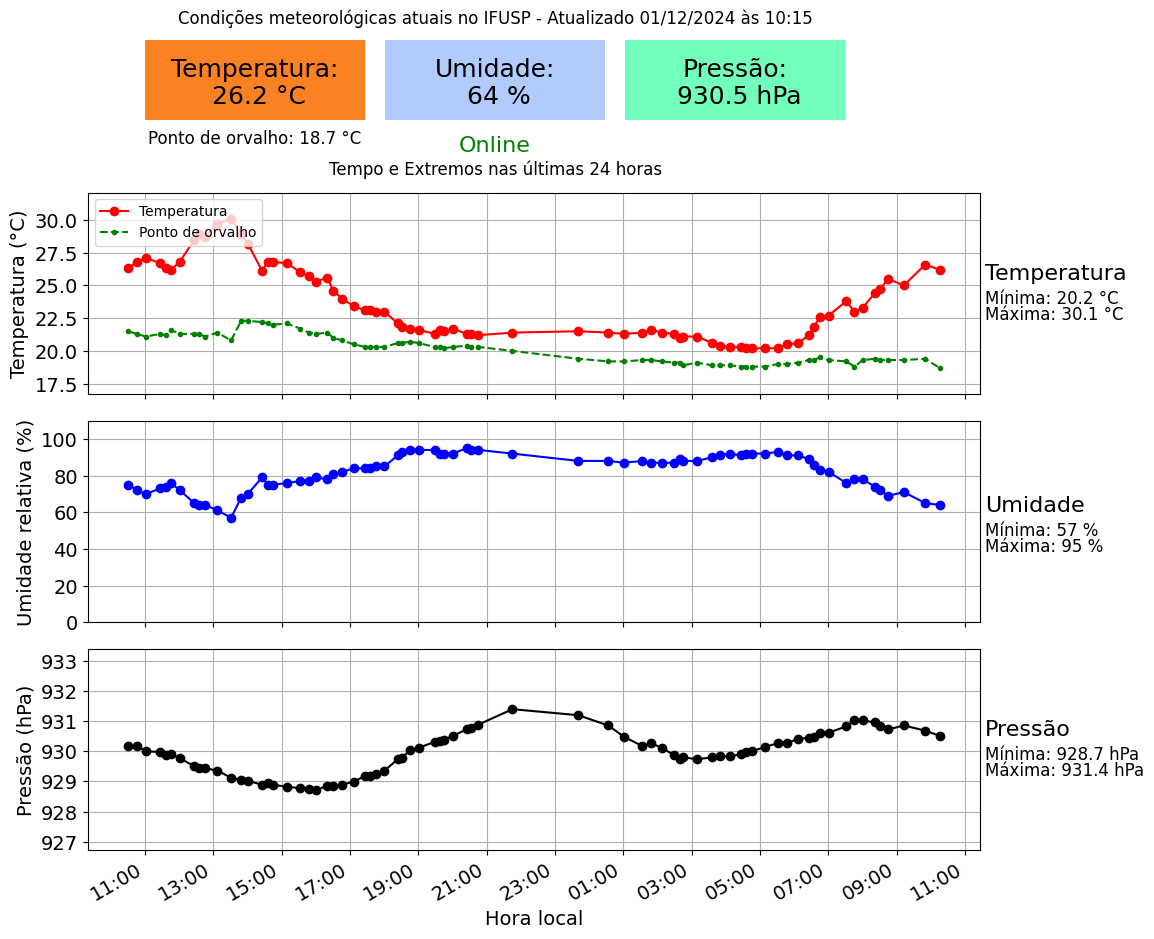 Condições meteorológicas atuais no IFUSP - Atualizado 01/12/2024 às 10:15
Temperatura:
26.2 °C
Umidade:
64 %
Pressão:
930.5 hPa
Ponto de orvalho: 18.7 °C
Online
Tempo e Extremos nas últimas 24 horas
Temperatura (°C)
30.0
27.5
25.0
22.5
20.0
17.5
Temperatura
Ponto de orvalho
Temperatura
Mínima: 20.2 °C
Máxima: 30.1 °C
Umidade relativa (%)
100
80
60
40
20
0
Umidade
Mínima: 57 %
Máxima: 95 %
Pressão (hPa)
933
932
931
930
929
928
927
Pressão
Mínima: 928.7 hPa
Máxima: 931.4 hPa
11:00 13:00 15:00 17:00 19:00 21:00 23:00 01:00 03:00 05:00 07:00 09:00 11:00
Hora local